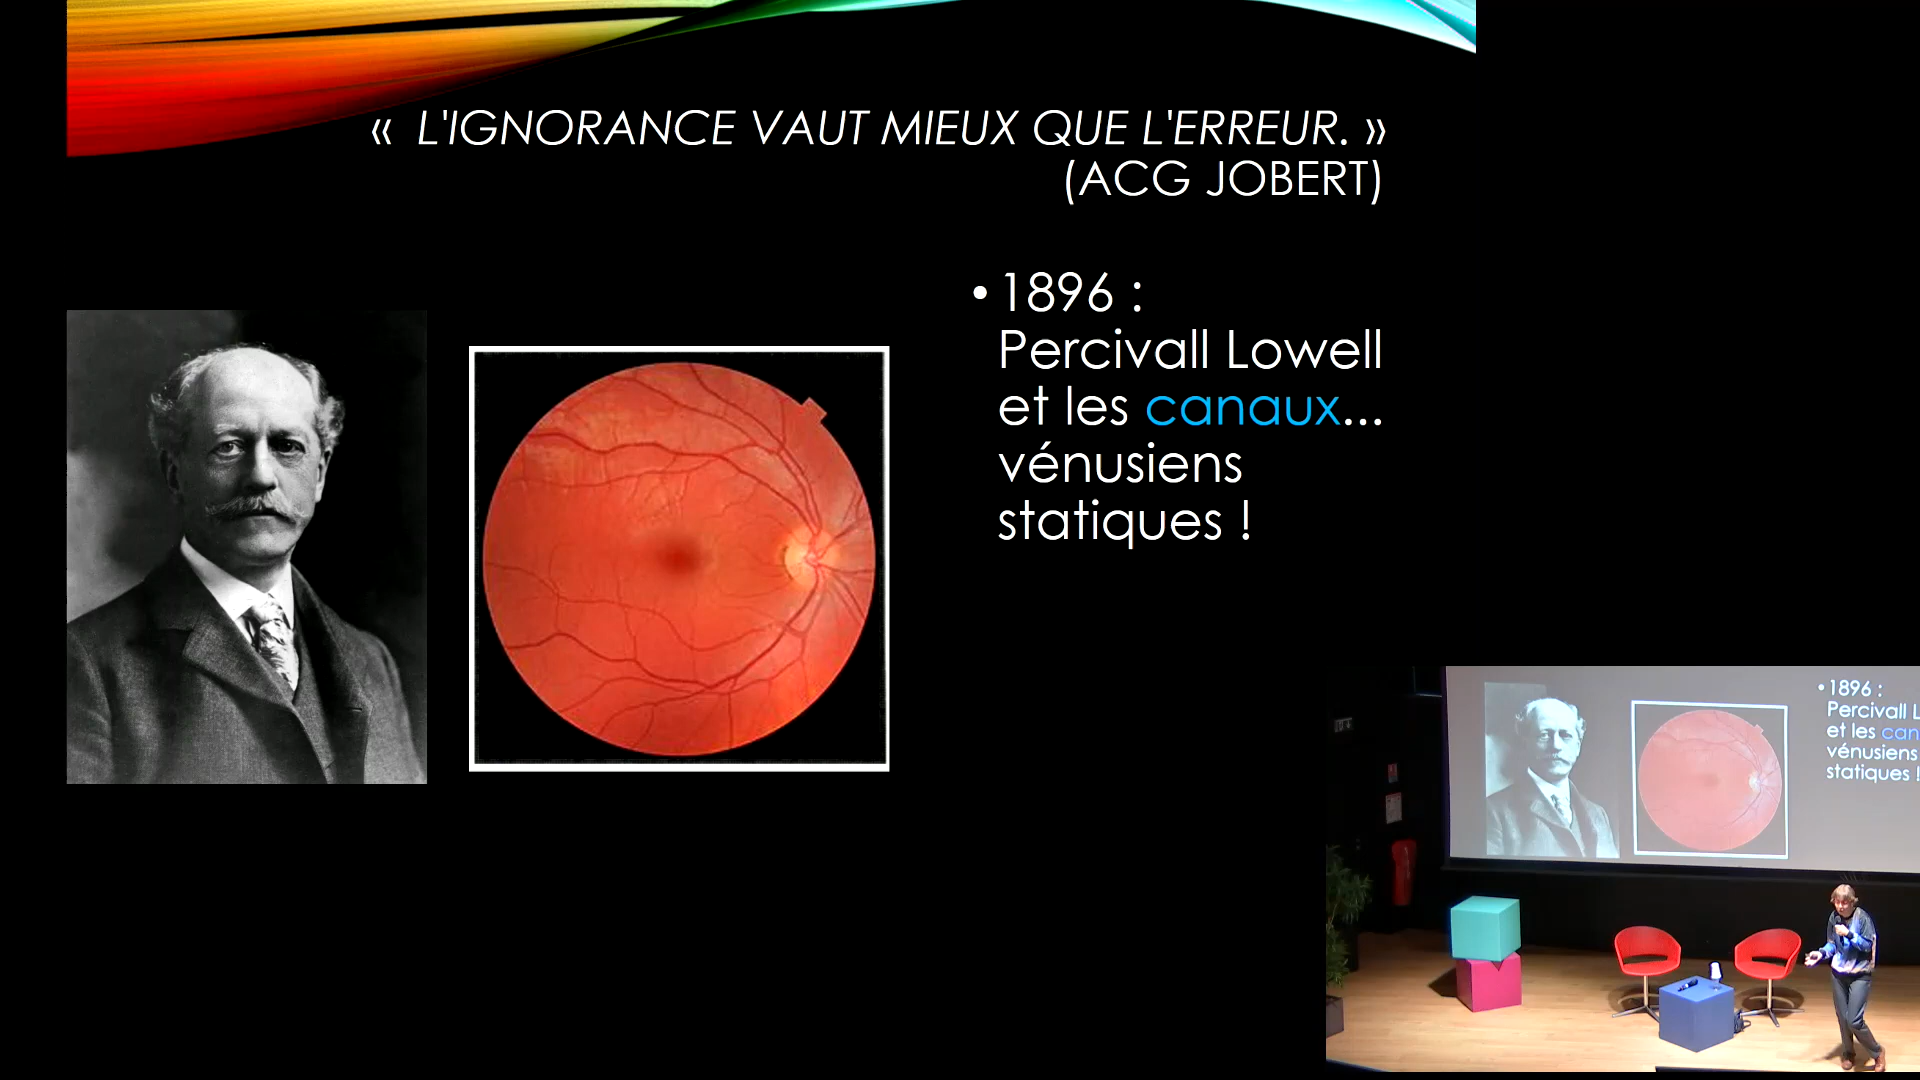 « L'IGNORANCE VAUT MIEUX QUE L'ERREUR. »
(ACG JOBERT)
• 1896 :
Percivall Lowell
et les canaux...
vénusiens
statiques !
• 1896 :
Percivall L
et les can
vénusiens
statiques !